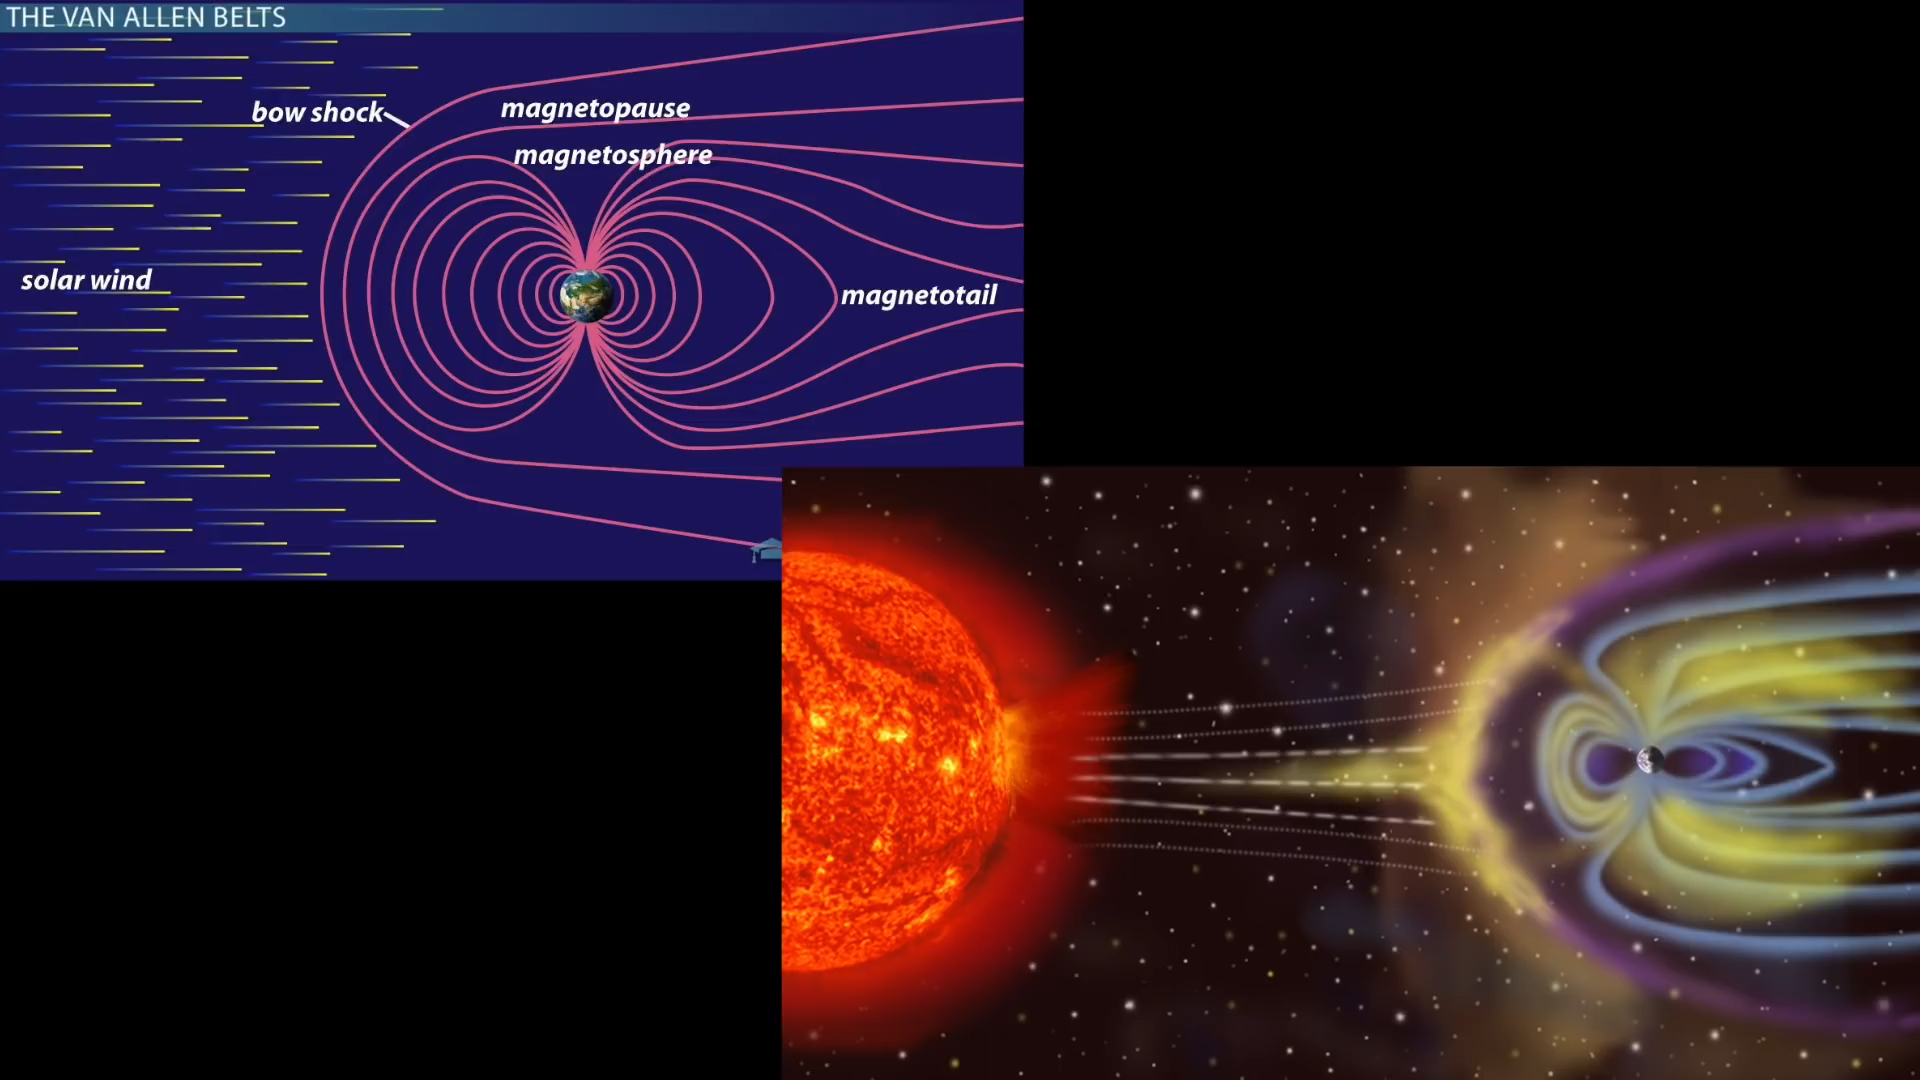 THE VAN ALLEN BELTS
bow shock
magnetopause
magnetosphere
solar wind
magnetotail